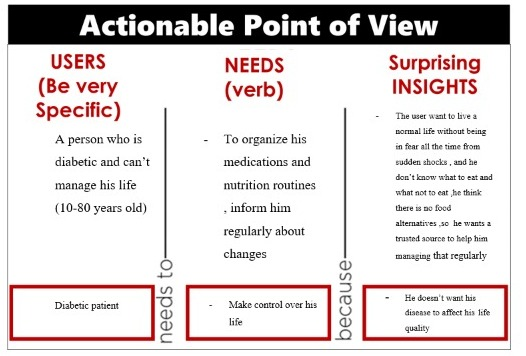 Actionable Point of View
USERS
(Be very
Specific)
A person who is
diabetic and can't
manage his life
(10-80 years old)
Diabetic patient
needs to
NEEDS
(verb)
- To organize his
medications and
nutrition routines
, inform him
regularly about
changes
- Make control over his
life
because
Surprising
INSIGHTS
- The user want to live a
normal life without being
in fear all the time from
sudden shocks , and he
don't know what to eat and
what not to eat ,he think
there is no food
alternatives ,so he wants a
trusted source to help him
managing that regularly
- He doesn't want his
disease to affect his life
quality